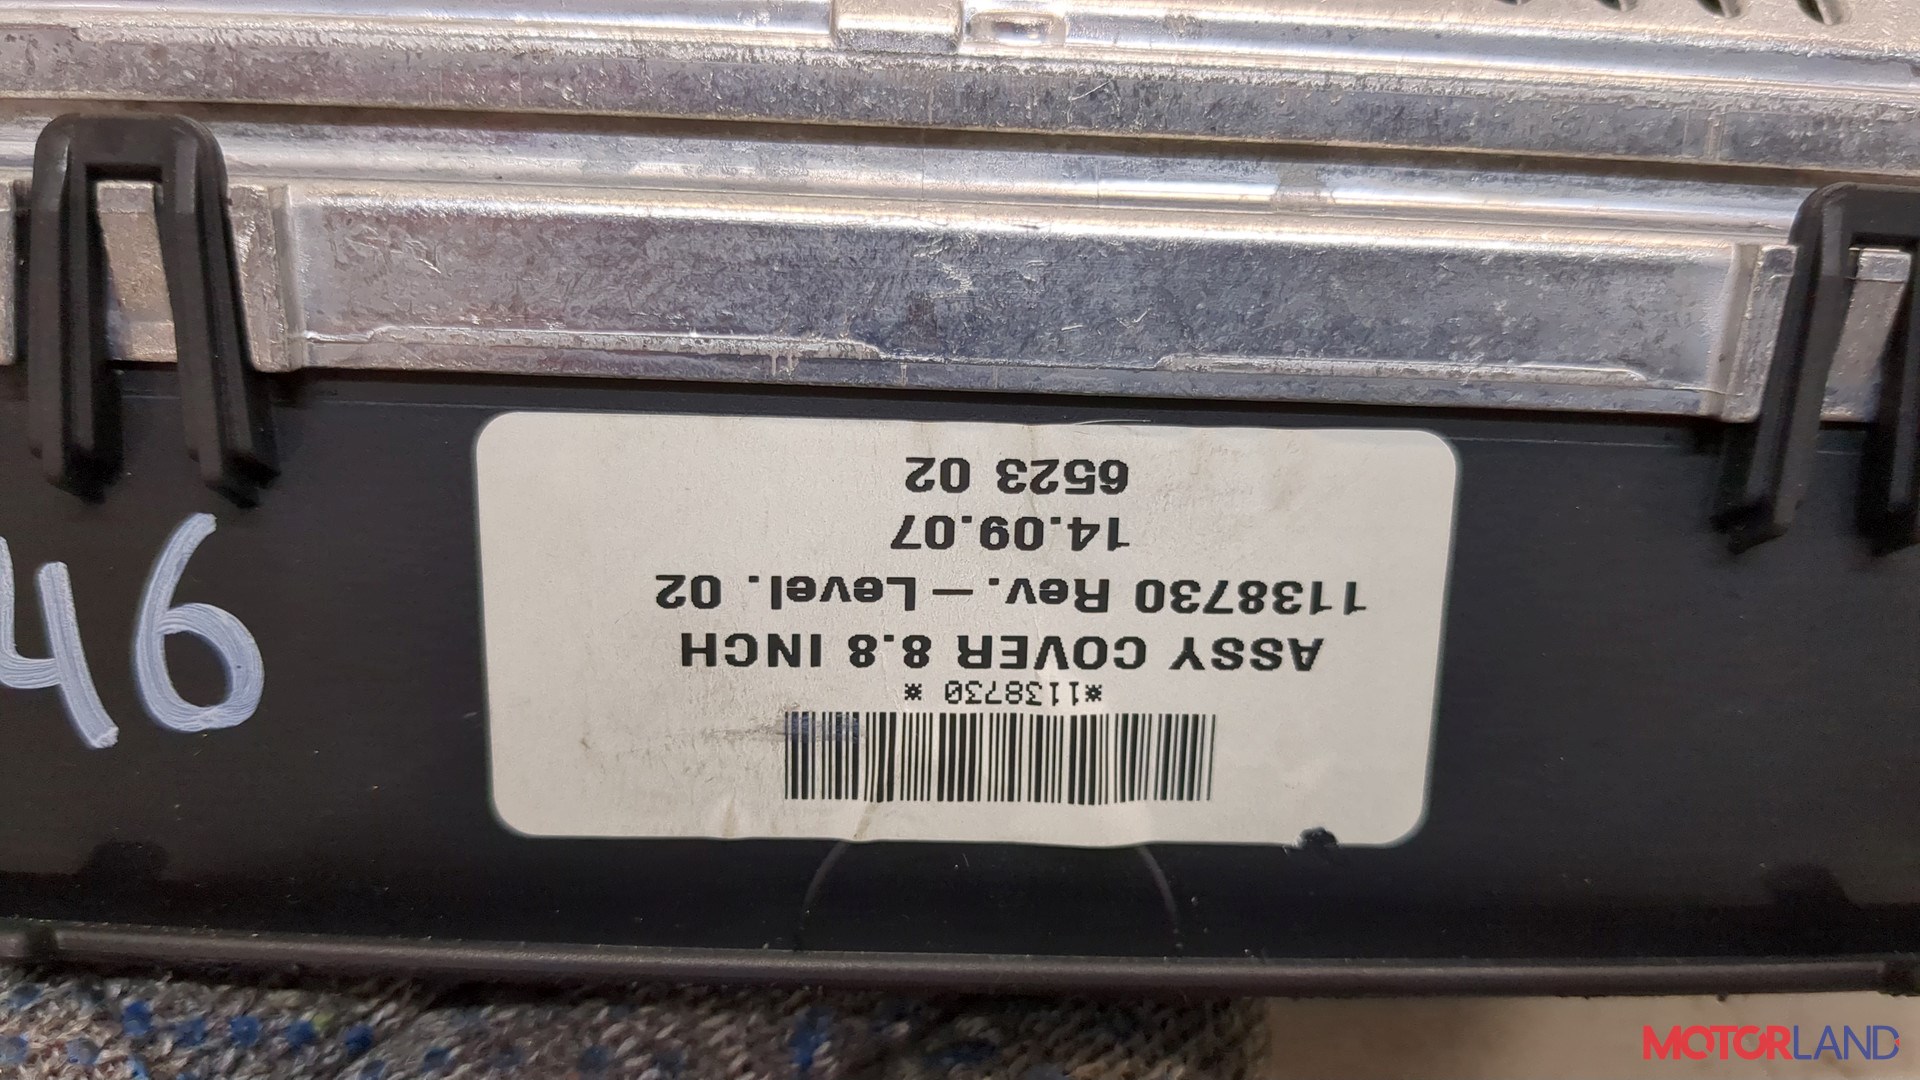 *1138730 *
ASSY COVER 8.8 INCH
1138730 Rev.-Level. 02
14.09.07
6523 02
46
MOTORLAND